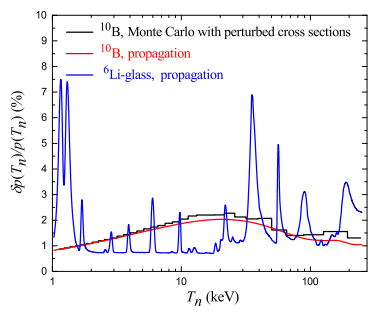 ¹⁰B, Monte Carlo with perturbed cross sections
¹⁰B, propagation
⁶Li-glass, propagation
δp(Tₙ)/p(Tₙ) (%)
10
9
8
7
6
5
4
3
2
1
0
1 10 100
Tₙ (keV)